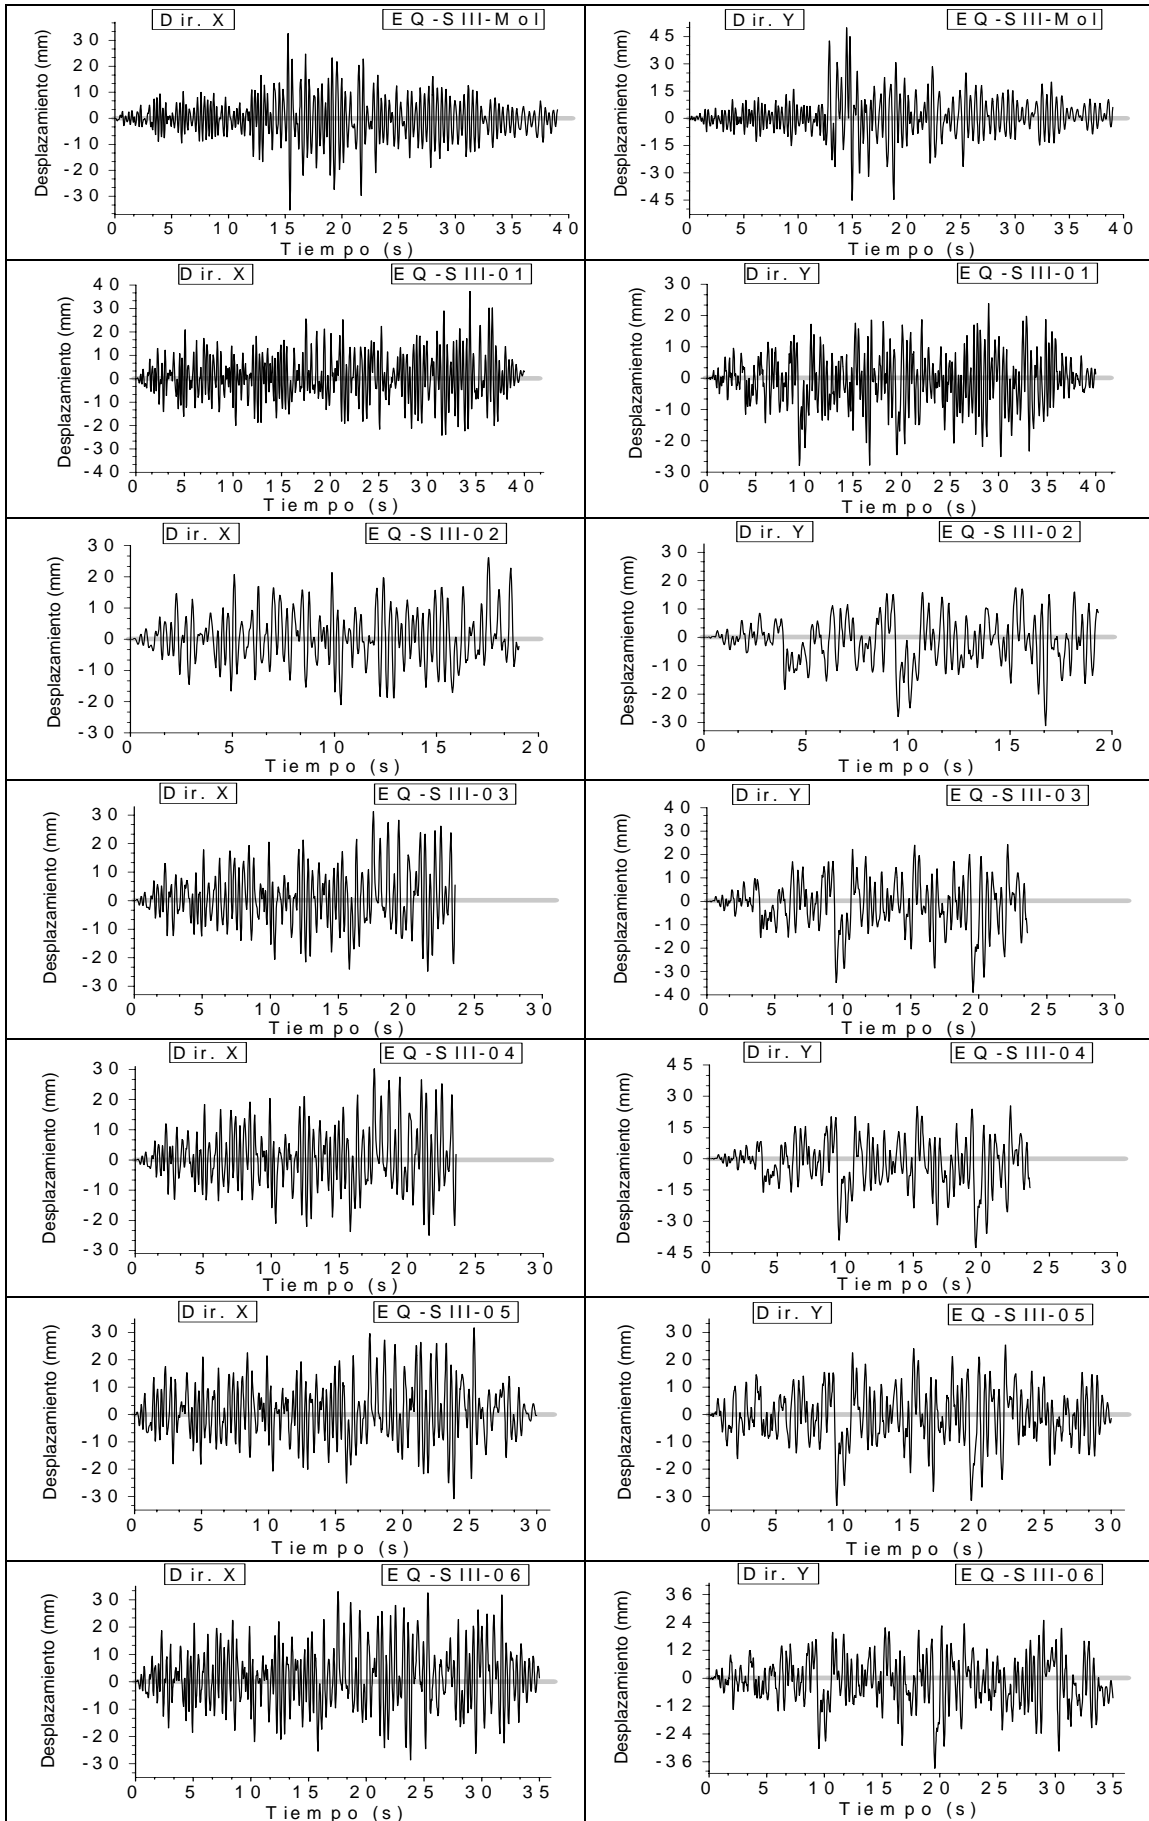 Dir. X
EQ-SIII-Mol
Desplazamiento (mm)
30
20
10
0
-10
-20
-30
0 5 10 15 20 25 30 35 40
Tiempo (s)
Dir. Y
EQ-SIII-Mol
Desplazamiento (mm)
45
30
15
0
-15
-30
-45
0 5 10 15 20 25 30 35 40
Tiempo (s)
Dir. X
EQ-SIII-01
Desplazamiento (mm)
40
30
20
10
0
-10
-20
-30
-40
0 5 10 15 20 25 30 35 40
Tiempo (s)
Dir. Y
EQ-SIII-01
Desplazamiento (mm)
30
20
10
0
-10
-20
-30
0 5 10 15 20 25 30 35 40
Tiempo (s)
Dir. X
EQ-SIII-02
Desplazamiento (mm)
30
20
10
0
-10
-20
-30
0 5 10 15 20
Tiempo (s)
Dir. Y
EQ-SIII-02
Desplazamiento (mm)
30
20
10
0
-10
-20
-30
0 5 10 15 20
Tiempo (s)
Dir. X
EQ-SIII-03
Desplazamiento (mm)
30
20
10
0
-10
-20
-30
0 5 10 15 20 25 30
Tiempo (s)
Dir. Y
EQ-SIII-03
Desplazamiento (mm)
40
30
20
10
0
-10
-20
-30
-40
0 5 10 15 20 25 30
Tiempo (s)
Dir. X
EQ-SIII-04
Desplazamiento (mm)
30
20
10
0
-10
-20
-30
0 5 10 15 20 25 30
Tiempo (s)
Dir. Y
EQ-SIII-04
Desplazamiento (mm)
45
30
15
0
-15
-30
-45
0 5 10 15 20 25 30
Tiempo (s)
Dir. X
EQ-SIII-05
Desplazamiento (mm)
30
20
10
0
-10
-20
-30
0 5 10 15 20 25 30
Tiempo (s)
Dir. Y
EQ-SIII-05
Desplazamiento (mm)
30
20
10
0
-10
-20
-30
0 5 10 15 20 25 30
Tiempo (s)
Dir. X
EQ-SIII-06
Desplazamiento (mm)
30
20
10
0
-10
-20
-30
0 5 10 15 20 25 30 35
Tiempo (s)
Dir. Y
EQ-SIII-06
Desplazamiento (mm)
36
24
12
0
-12
-24
-36
0 5 10 15 20 25 30 35
Tiempo (s)